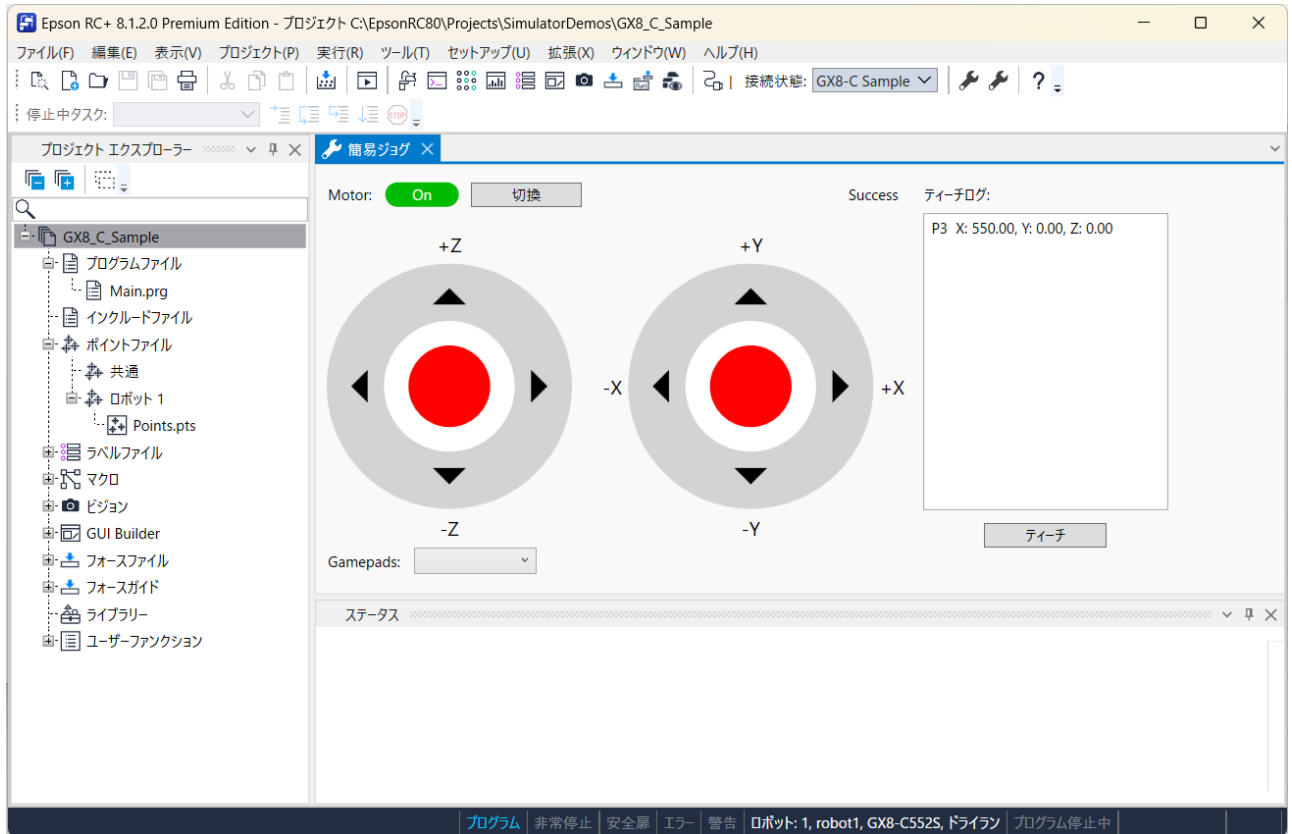 Epson RC+ 8.1.2.0 Premium Edition - プロジェクト C:\EpsonRC80\Projects\SimulatorDemos\GX8_C_Sample
ファイル(F) 編集(E) 表示(V) プロジェクト(P) 実行(R) ツール(T) セットアップ(U) 拡張(X) ウィンドウ(W) ヘルプ(H)
接続状態: GX8-C Sample
停止中タスク: STOP
プロジェクト エクスプローラー
簡易ジョグ
GX8_C_Sample
プログラムファイル
Main.prg
インクルードファイル
ポイントファイル
共通
ロボット 1
Points.pts
ラベルファイル
マクロ
ビジョン
GUI Builder
フォースファイル
フォースガイド
ライブラリー
ユーザーファンクション
Motor: On 切換 Success ティーチログ:
P3 X: 550.00, Y: 0.00, Z: 0.00
+Z +Y
-X +X
-Z -Y
ティーチ
Gamepads:
ステータス
プログラム 非常停止 安全扉 エラー 警告 ロボット: 1, robot1, GX8-C552S, ドライラン プログラム停止中